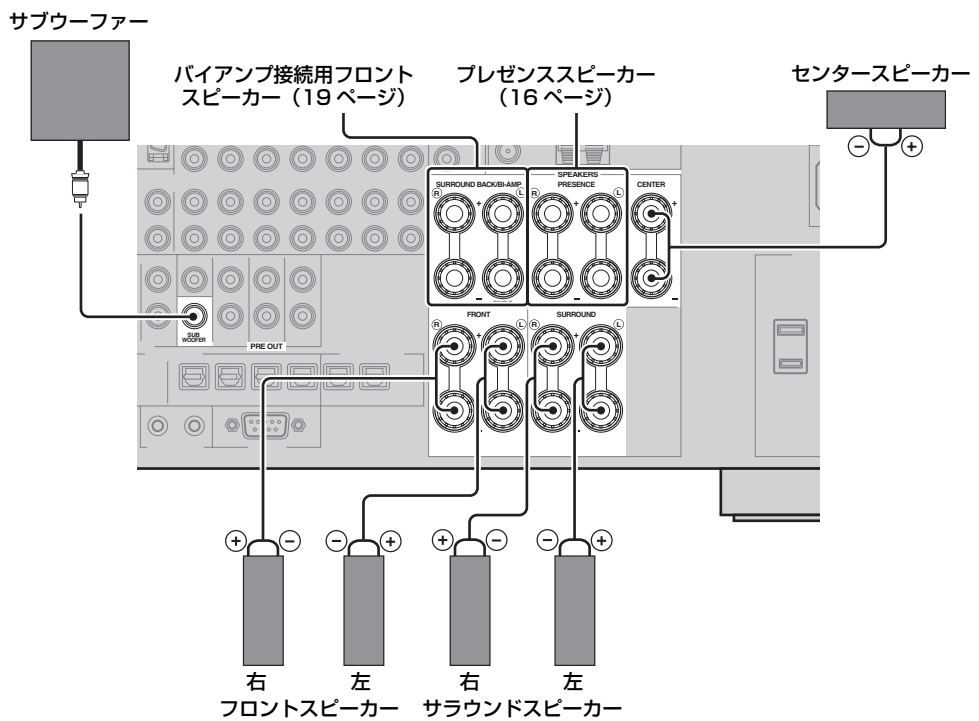 サブウーファー
バイアンプ接続用フロント
スピーカー（19 ページ）
プレゼンススピーカー
（16 ページ）
センタースピーカー
− +
SPEAKERS
SURROUND BACK/BI-AMP
PRESENCE
CENTER
R + L
R + L
+
−
−
FRONT
SURROUND
R + L
R + L
SUB
WOOFER
PRE OUT
+ −
− +
+ −
− +
右
左
右
左
フロントスピーカー
サラウンドスピーカー